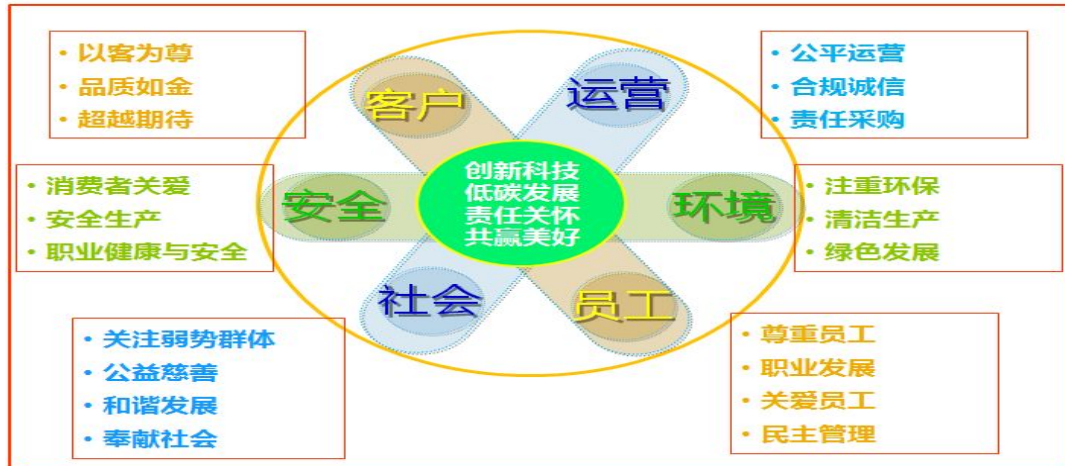 以客为尊
品质如金
超越期待
客户
运营
公平运营
合规诚信
责任采购
消费者关爱
安全生产
职业健康与安全
安全
创新科技
低碳发展
责任关怀
共赢美好
环境
注重环保
清洁生产
绿色发展
关注弱势群体
公益慈善
和谐发展
奉献社会
社会
员工
尊重员工
职业发展
关爱员工
民主管理